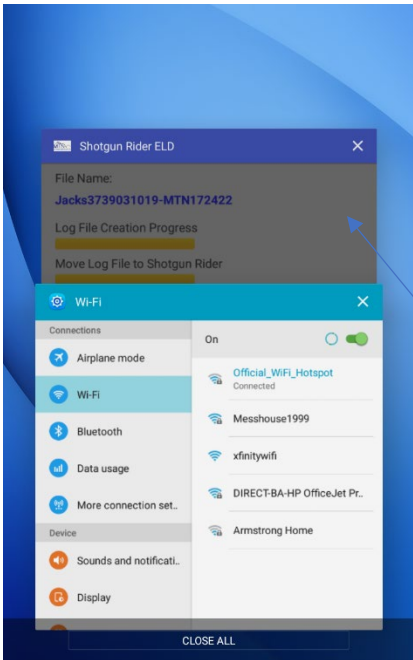 Shotgun Rider ELD
File Name:
Jacks3739031019-MTN172422
Log File Creation Progress
Move Log File to Shotgun Rider
Wi-Fi
Connections
Airplane mode
Wi-Fi
Bluetooth
Data usage
More connection set..
Device
Sounds and notificati..
Display
On
Official_WiFi_Hotspot
Connected
Messhouse1999
xfinitywifi
DIRECT-BA-HP OfficeJet Pr..
Armstrong Home
CLOSE ALL